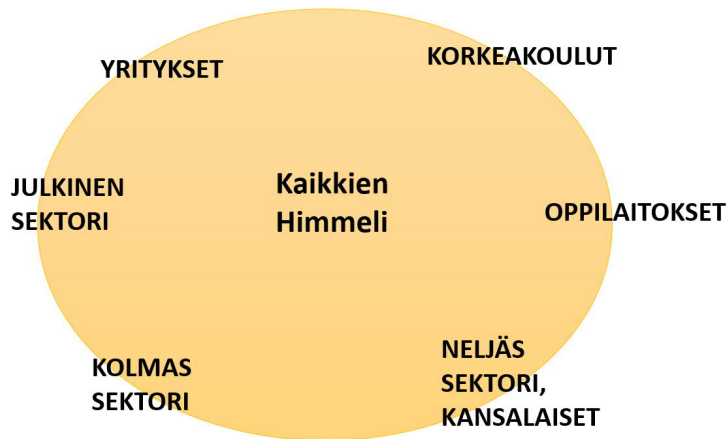 YRITYKSET
KORKEAKOULUT
JULKINEN
SEKTORI
Kaikkien
Himmeli
OPPILAITOKSET
KOLMAS
SEKTORI
NELJÄS
SEKTORI,
KANSALAISET